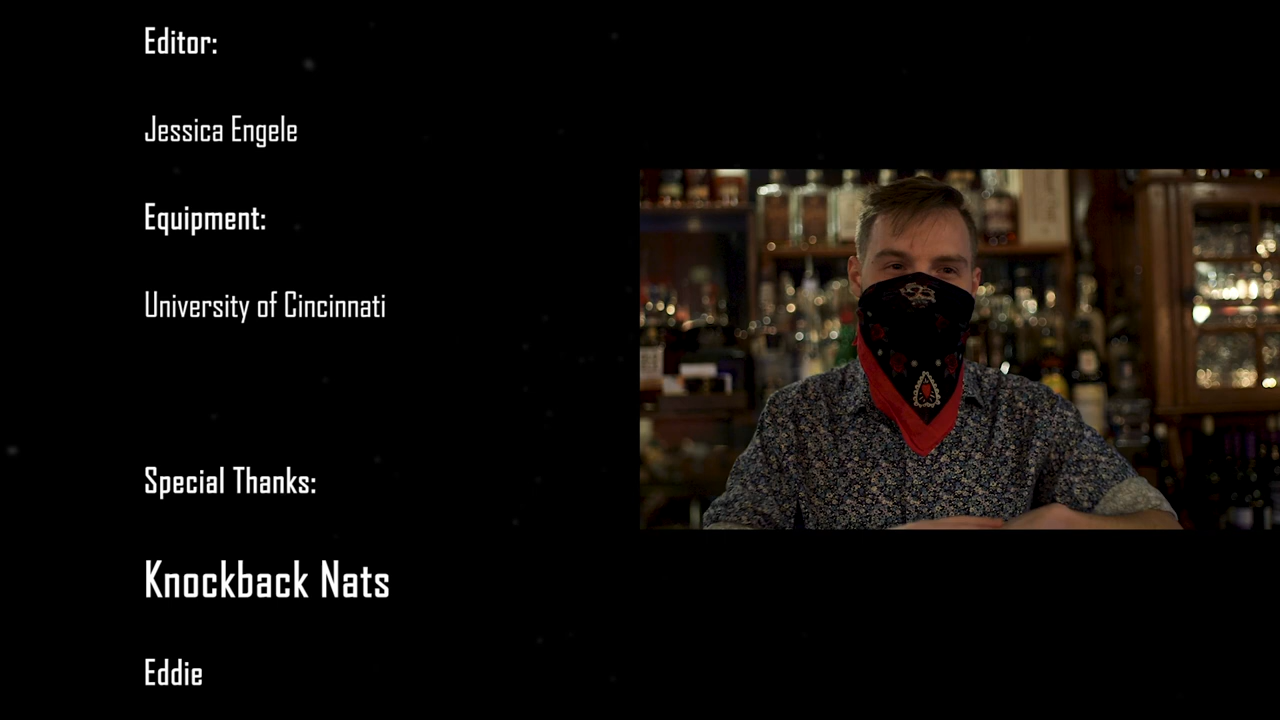 Editor:
Jessica Engele
Equipment:
University of Cincinnati
Special Thanks:
Knockback Nats
Eddie